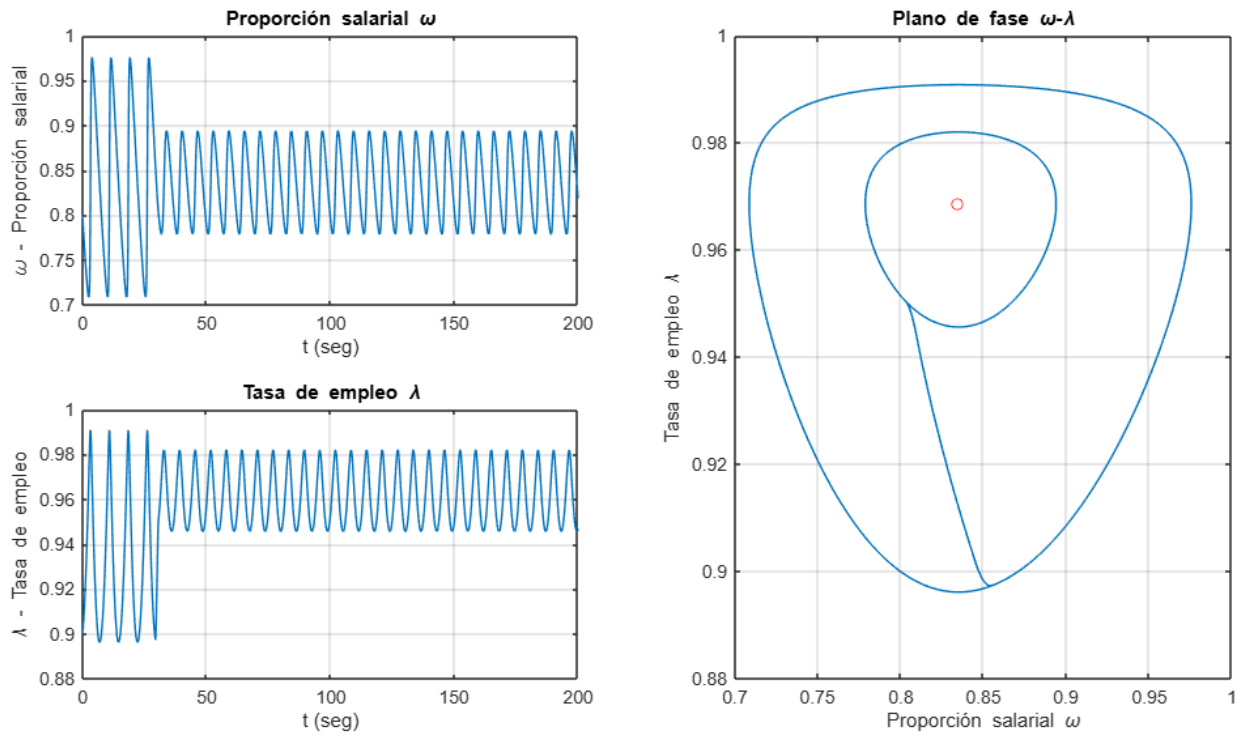 Proporción salarial ω
1
0.95
0.9
0.85
0.8
0.75
0.7
ω - Proporción salarial
0 50 100 150 200
t (seg)
Tasa de empleo λ
1
0.98
0.96
0.94
0.92
0.9
0.88
λ - Tasa de empleo
0 50 100 150 200
t (seg)
Plano de fase ω-λ
1
0.98
0.96
0.94
0.92
0.9
0.88
Tasa de empleo λ
0.7 0.75 0.8 0.85 0.9 0.95 1
Proporción salarial ω